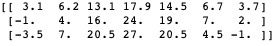 [[ 3.1 6.2 13.1 17.9 14.5 6.7 3.7]
[-1. 4. 16. 24. 19. 7. 2. ]
[-3.5 7. 20.5 27. 20.5 4.5 -1. ]]